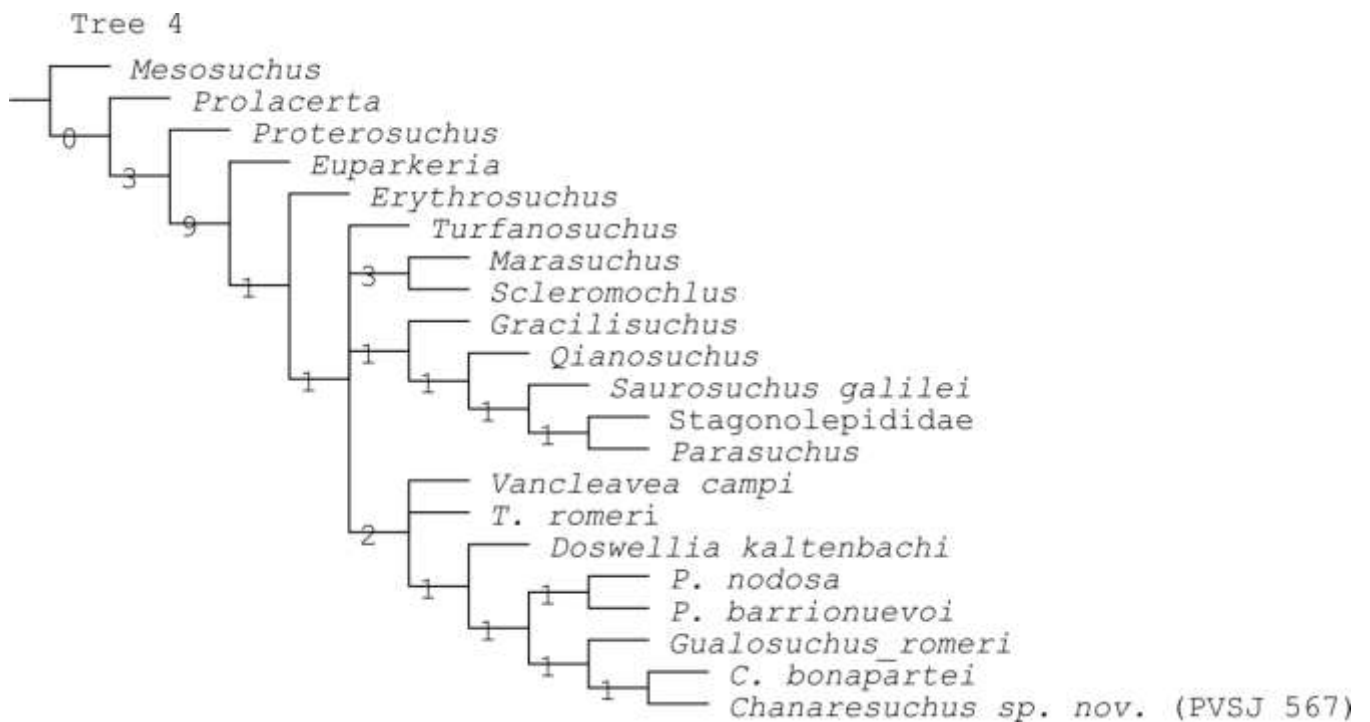 Tree 4
Mesosuchus
Prolacerta
0
Proterosuchus
3
Euparkeria
Erythrosuchus
9
Turfanosuchus
Marasuchus
3
Scleromochlus
1
Gracilisuchus
1
Qianosuchus
1
Saurosuchus galilei
1
1
Stagonolepididae
1
Parasuchus
Vancleavea campi
T. romeri
2
Doswellia kaltenbachi
P. nodosa
1
1
P. barrionuevoi
1
Gualosuchus_romeri
1
C. bonapartei
1
Chanaresuchus sp. nov. (PVSJ 567)